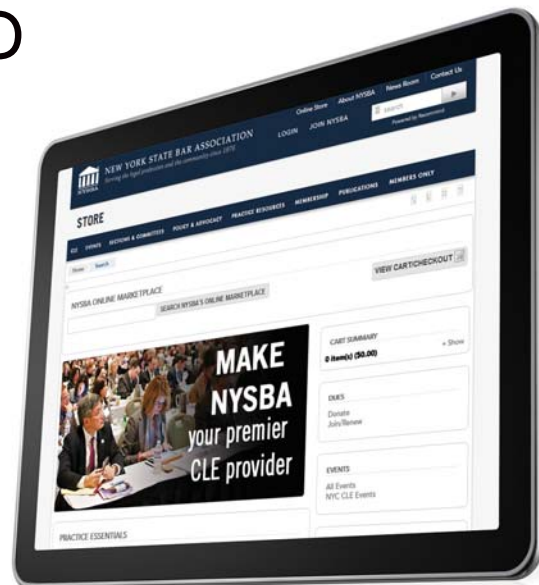 D
Online Store About NYSBA News Room Contact Us
LOGIN JOIN NYSBA search
Powered by Recommind
NYSBA
NEW YORK STATE BAR ASSOCIATION
Serving the legal profession and the community since 1876
STORE
CLE EVENTS SECTIONS & COMMITTEES POLICY & ADVOCACY PRACTICE RESOURCES MEMBERSHIP PUBLICATIONS MEMBERS ONLY
Home Search
NYSBA ONLINE MARKETPLACE
SEARCH NYSBA'S ONLINE MARKETPLACE
VIEW CART/CHECKOUT
MAKE
NYSBA
your premier
CLE provider
CART SUMMARY
0 item(s) ($0.00) + Show
DUES
Donate
Join/Renew
EVENTS
All Events
NYC CLE Events
PRACTICE ESSENTIALS